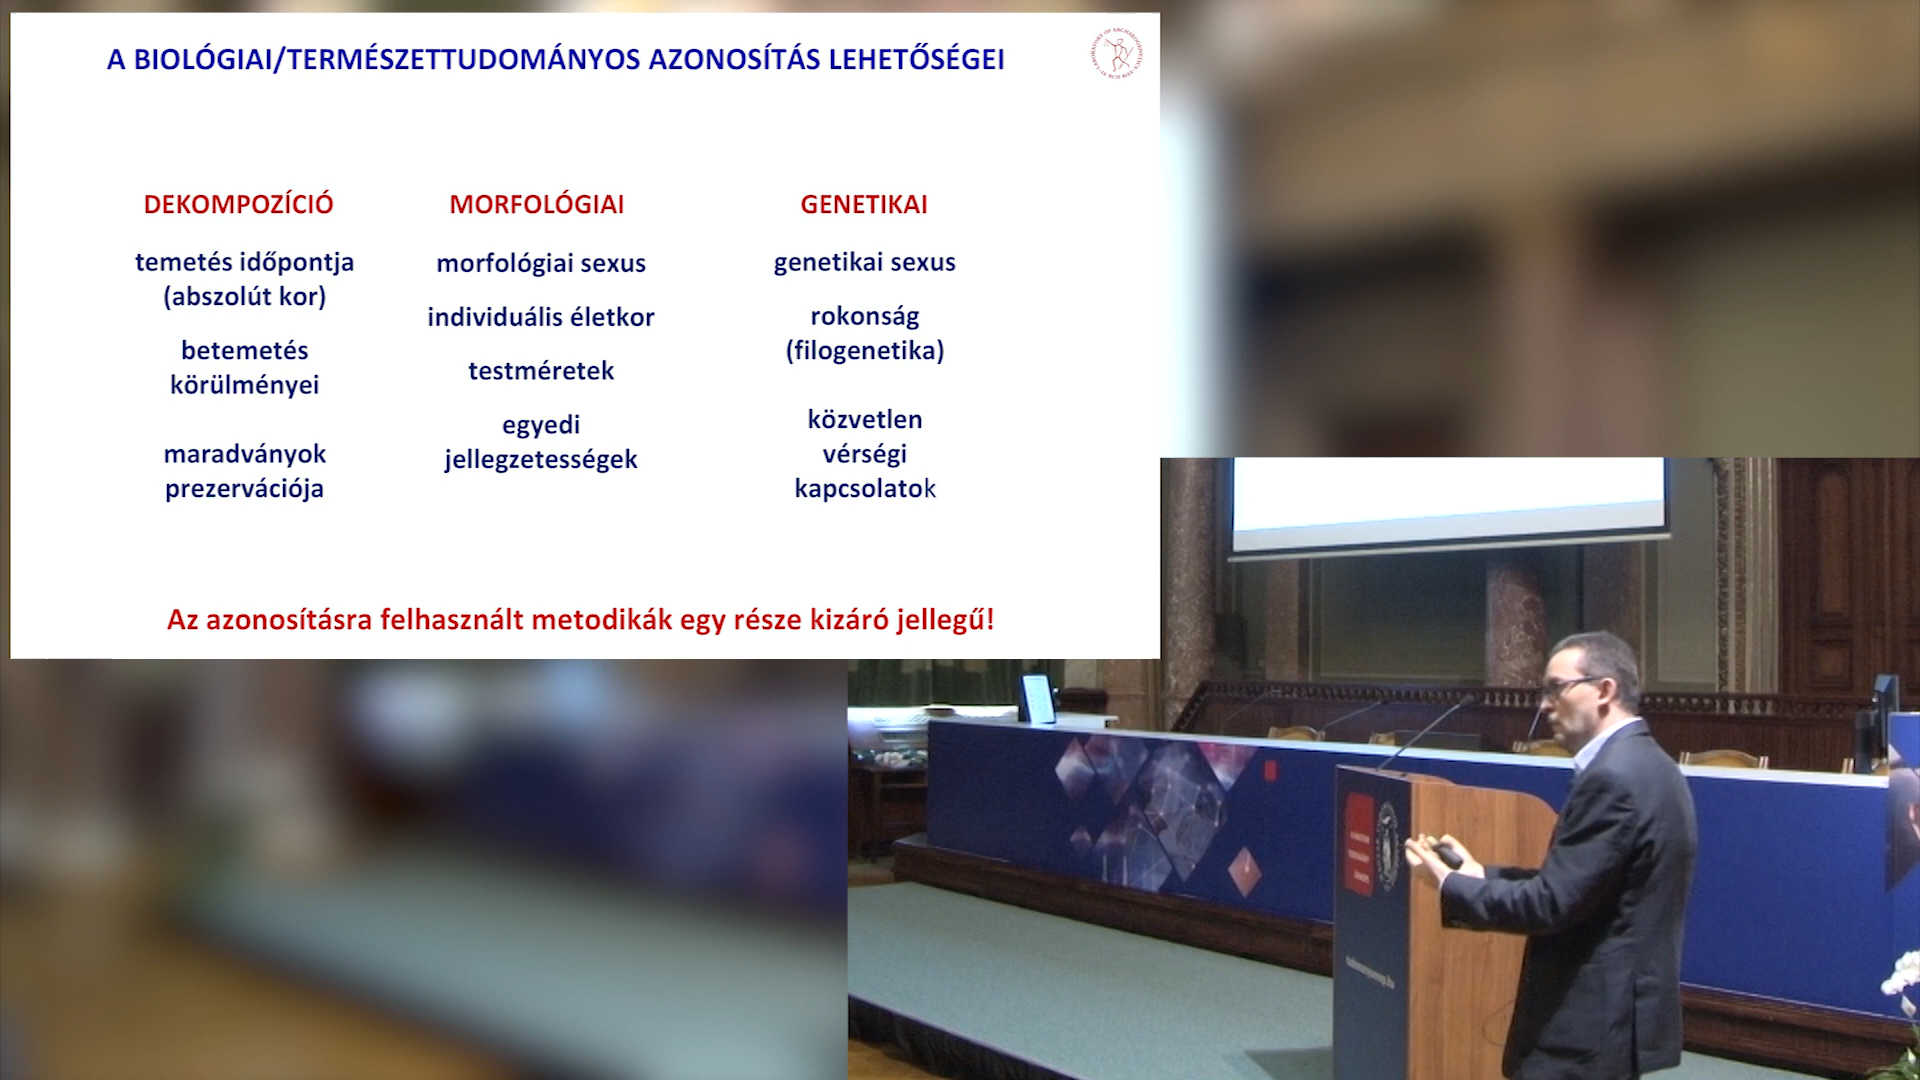 A BIOLÓGIAI/TERMÉSZETTUDOMÁNYOS AZONOSÍTÁS LEHETŐSÉGEI
DEKOMPOZÍCIÓ
temetés időpontja
(abszolút kor)
betemetés
körülményei
maradványok
prezervációja
MORFOLÓGIAI
morfológiai sexus
individuális életkor
testméretek
egyedi
jellegzetességek
GENETIKAI
genetikai sexus
rokonság
(filogenetika)
közvetlen
vérségi
kapcsolatok
Az azonosításra felhasznált metodikák egy része kizáró jellegű!